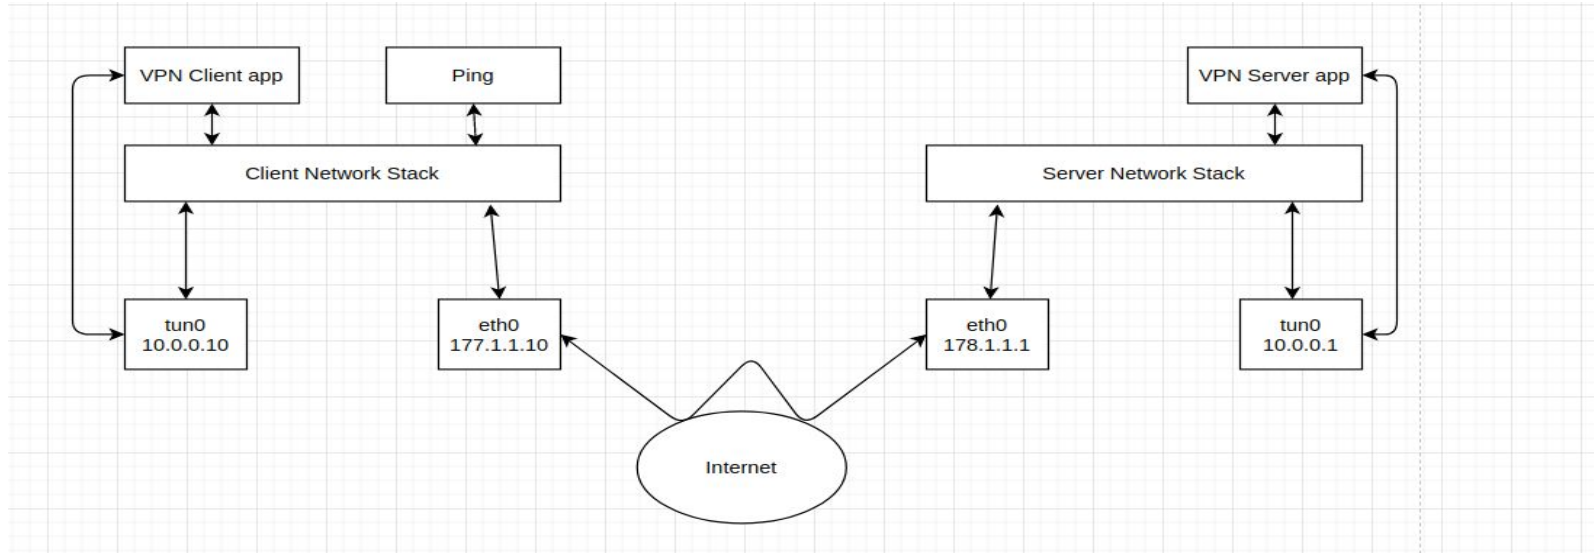 VPN Client app
Ping
VPN Server app
Client Network Stack
Server Network Stack
tun0
10.0.0.10
eth0
177.1.1.10
eth0
178.1.1.1
tun0
10.0.0.1
Internet